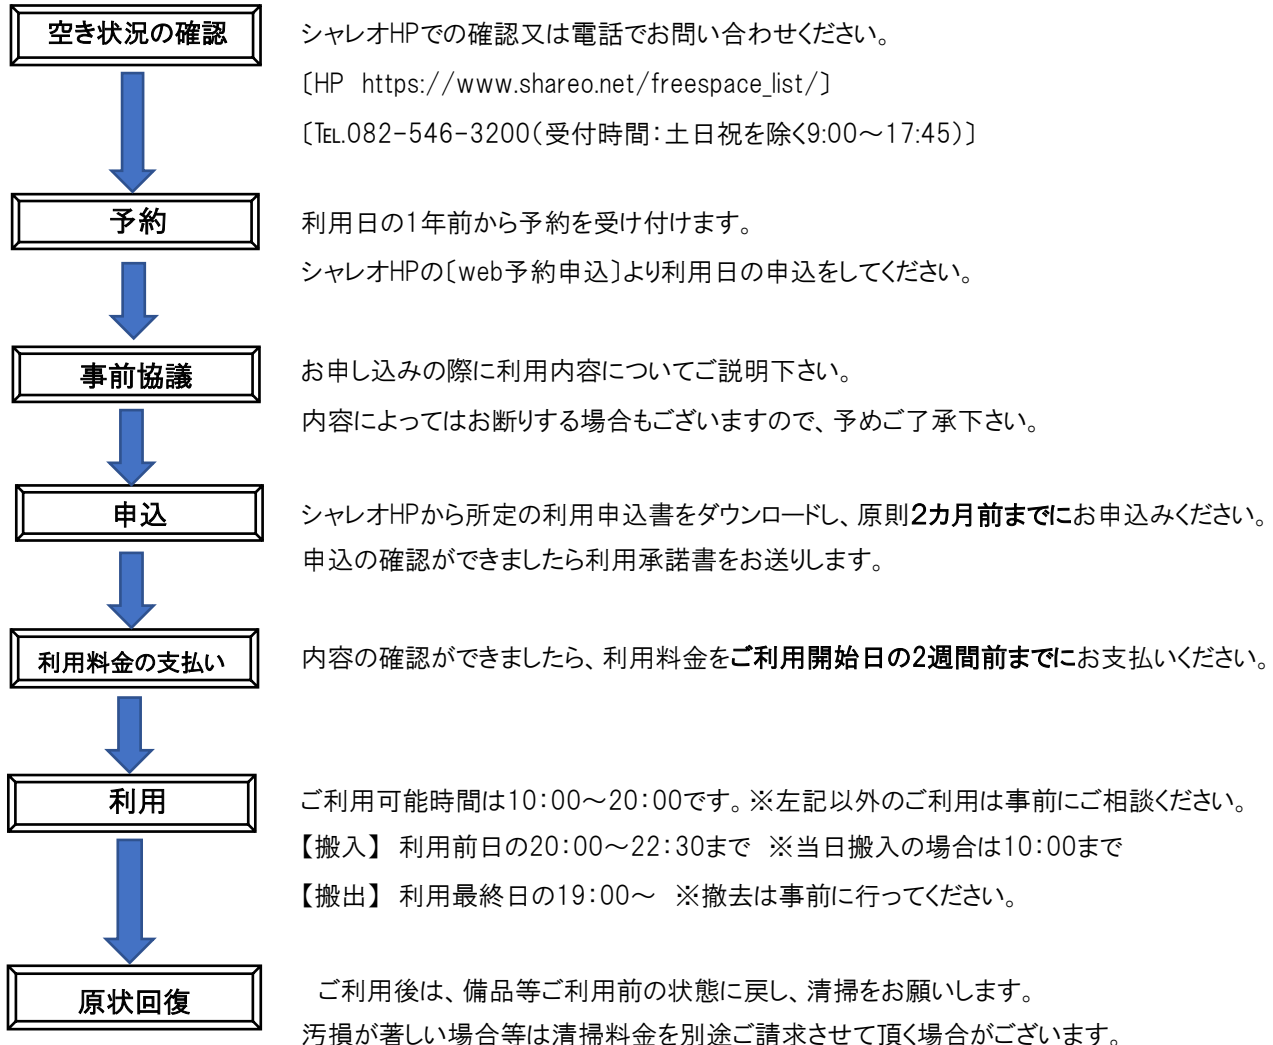 空き状況の確認
シャレオHPでの確認又は電話でお問い合わせください。
〔HP https://www.shareo.net/freespace_list/〕
〔℡.082-546-3200（受付時間：土日祝を除く9:00～17:45）〕
予約
利用日の1年前から予約を受け付けます。
シャレオHPの〔web予約申込〕より利用日の申込をしてください。
事前協議
お申し込みの際に利用内容についてご説明下さい。
内容によってはお断りする場合もございますので、予めご了承下さい。
申込
シャレオHPから所定の利用申込書をダウンロードし、原則2カ月前までにお申込みください。
申込の確認ができましたら利用承諾書をお送りします。
利用料金の支払い
内容の確認ができましたら、利用料金をご利用開始日の2週間前までにお支払いください。
利用
ご利用可能時間は10：00～20：00です。※左記以外のご利用は事前にご相談ください。
【搬入】 利用前日の20：00～22：30まで ※当日搬入の場合は10：00まで
【搬出】 利用最終日の19：00～ ※撤去は事前に行ってください。
原状回復
ご利用後は、備品等ご利用前の状態に戻し、清掃をお願いします。
汚損が著しい場合等は清掃料金を別途ご請求させて頂く場合がございます。